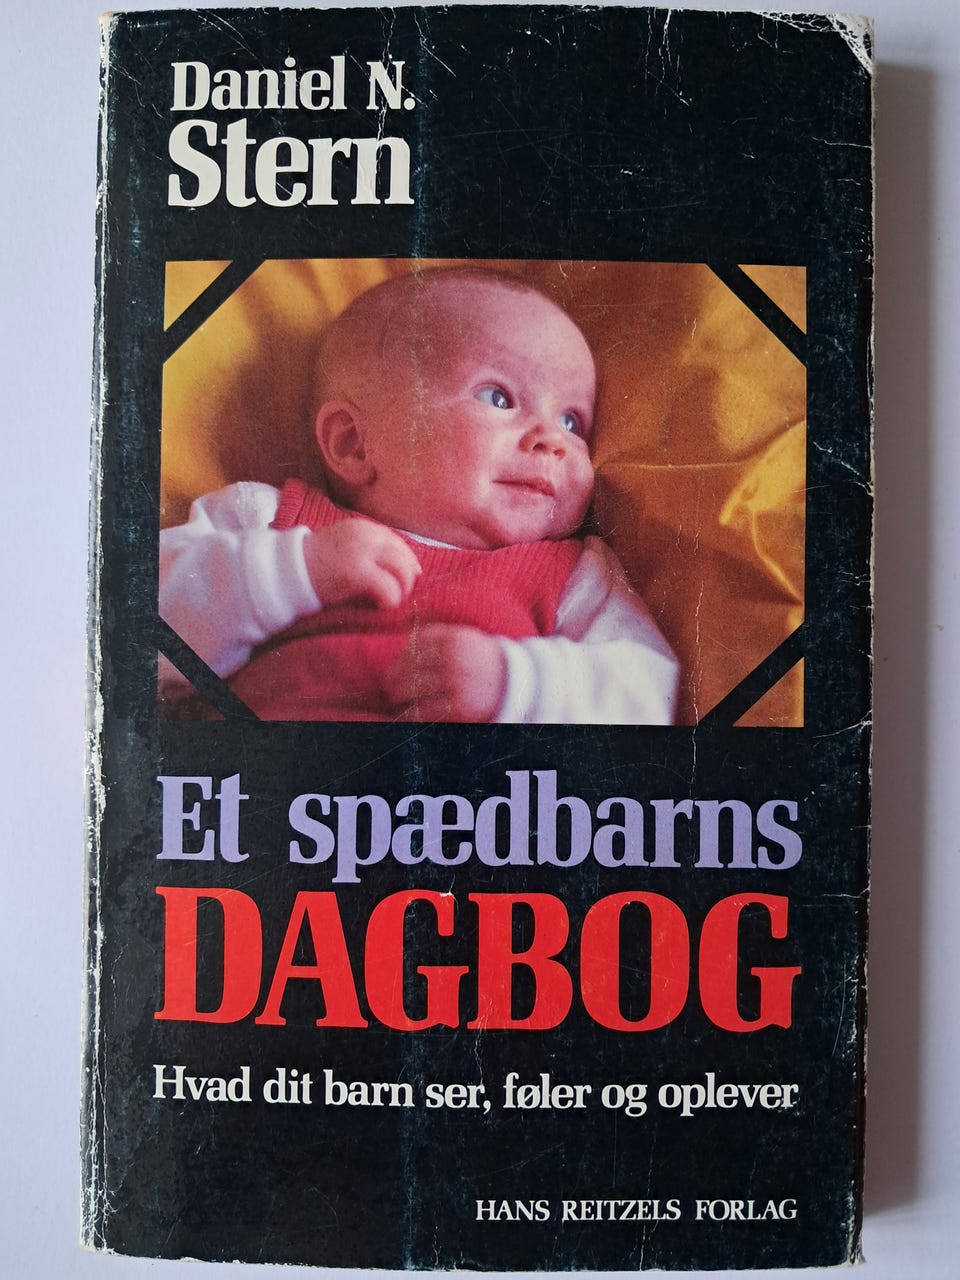 Daniel N.
Stern
Et spædbarns
DAGBOG
Hvad dit barn ser, føler og oplever
HANS REITZELS FORLAG